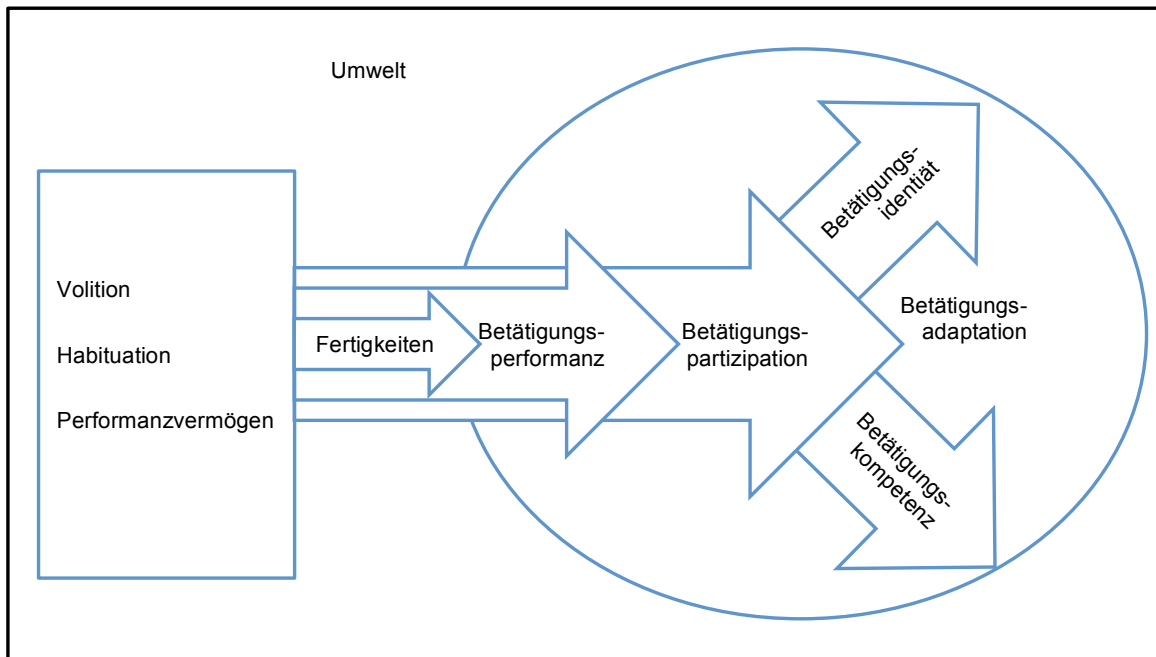 Umwelt
Volition
Habituation
Performanzvermögen
Fertigkeiten
Betätigungs-
performanz
Betätigungs-
partizipation
Betätigungs-
identiät
Betätigungs-
adaptation
Betätigungs-
kompetenz